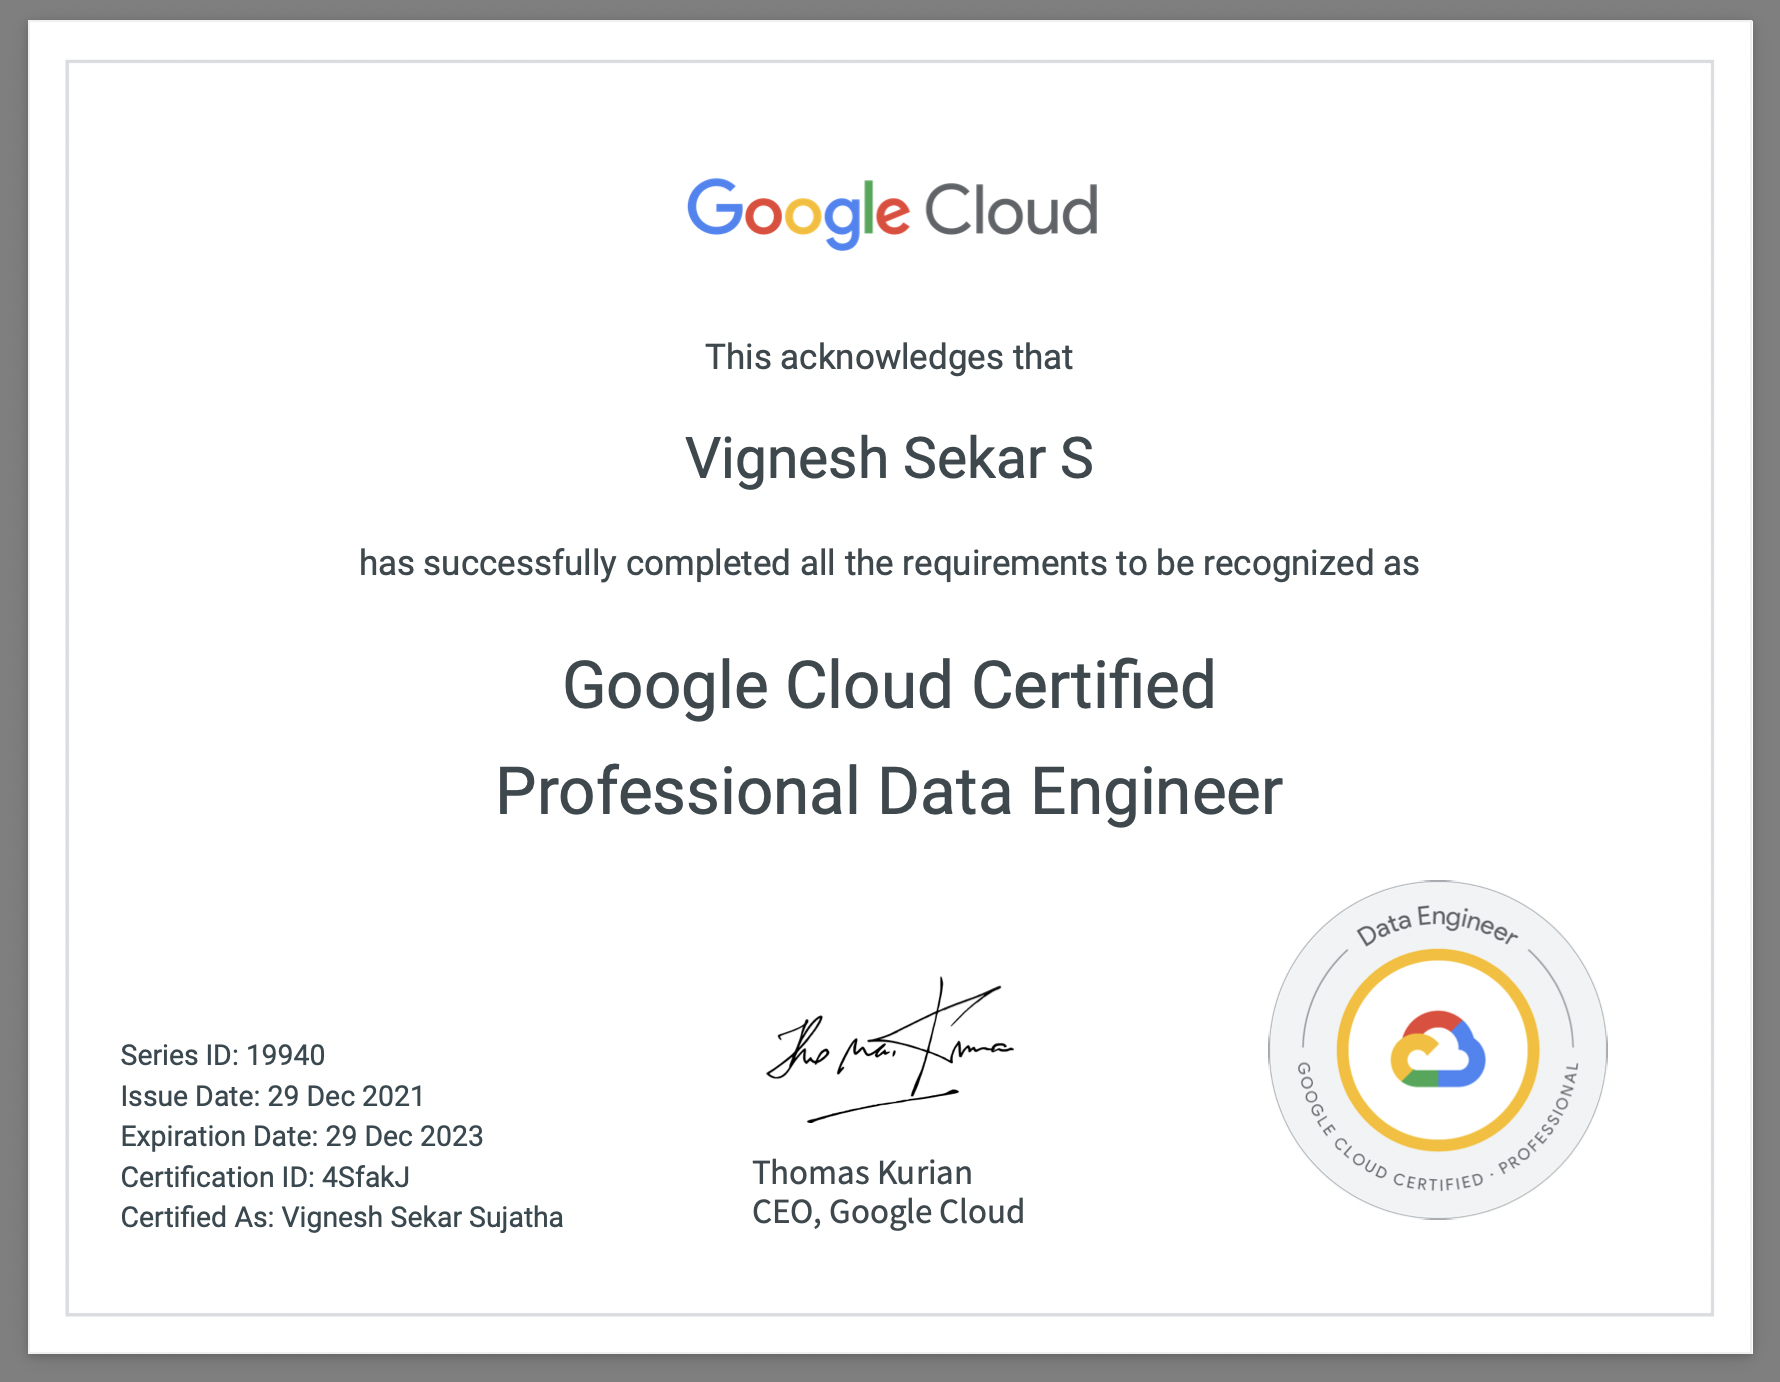 Google Cloud
This acknowledges that
Vignesh Sekar S
has successfully completed all the requirements to be recognized as
Google Cloud Certified
Professional Data Engineer
Series ID: 19940
Issue Date: 29 Dec 2021
Expiration Date: 29 Dec 2023
Certification ID: 4SfakJ
Certified As: Vignesh Sekar Sujatha
Thomas Kurian
CEO, Google Cloud
Data Engineer
GOOGLE CLOUD CERTIFIED · PROFESSIONAL